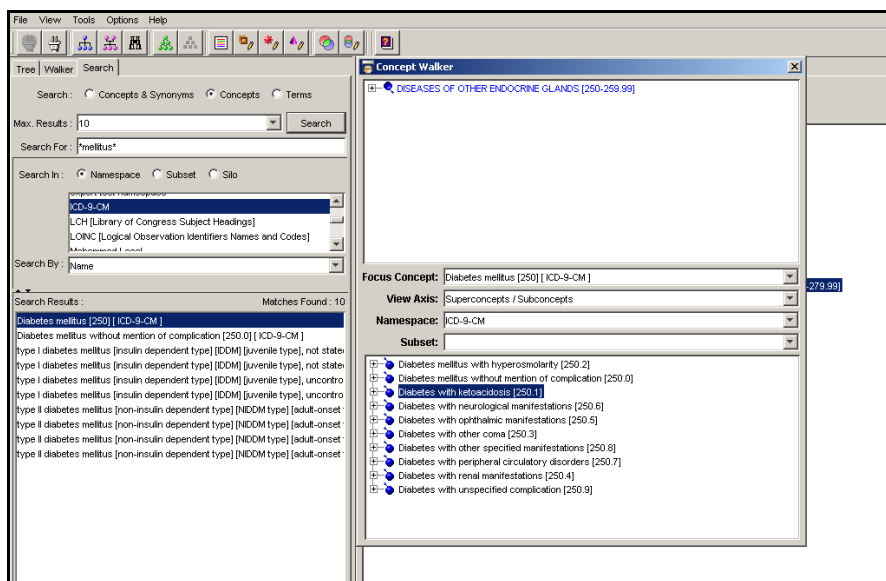 File View Tools Options Help
Tree Walker Search
Search : Concepts & Synonyms Concepts Terms
Max. Results : 10 Search
Search For : *mellitus*
Search In : Namespace Subset Silo
ICD-9-CM
LCH [Library of Congress Subject Headings]
LOINC [Logical Observation Identifiers Names and Codes]
Search By : Name
Search Results : Matches Found : 10
Diabetes mellitus [250] [ ICD-9-CM ]
Diabetes mellitus without mention of complication [250.0] [ ICD-9-CM ]
type I diabetes mellitus [insulin dependent type] [IDDM] [juvenile type], not state
type I diabetes mellitus [insulin dependent type] [IDDM] [juvenile type], not state
type I diabetes mellitus [insulin dependent type] [IDDM] [juvenile type], uncontro
type I diabetes mellitus [insulin dependent type] [IDDM] [juvenile type], uncontro
type II diabetes mellitus [non-insulin dependent type] [NIDDM type] [adult-onset
type II diabetes mellitus [non-insulin dependent type] [NIDDM type] [adult-onset
type II diabetes mellitus [non-insulin dependent type] [NIDDM type] [adult-onset
type II diabetes mellitus [non-insulin dependent type] [NIDDM type] [adult-onset
Concept Walker
DISEASES OF OTHER ENDOCRINE GLANDS [250-259.99]
Focus Concept: Diabetes mellitus [250] [ ICD-9-CM ]
View Axis: Superconcepts / Subconcepts
Namespace: ICD-9-CM
Subset:
Diabetes mellitus with hyperosmolarity [250.2]
Diabetes mellitus without mention of complication [250.0]
Diabetes with ketoacidosis [250.1]
Diabetes with neurological manifestations [250.6]
Diabetes with ophthalmic manifestations [250.5]
Diabetes with other coma [250.3]
Diabetes with other specified manifestations [250.8]
Diabetes with peripheral circulatory disorders [250.7]
Diabetes with renal manifestations [250.4]
Diabetes with unspecified complication [250.9]
-279.99]